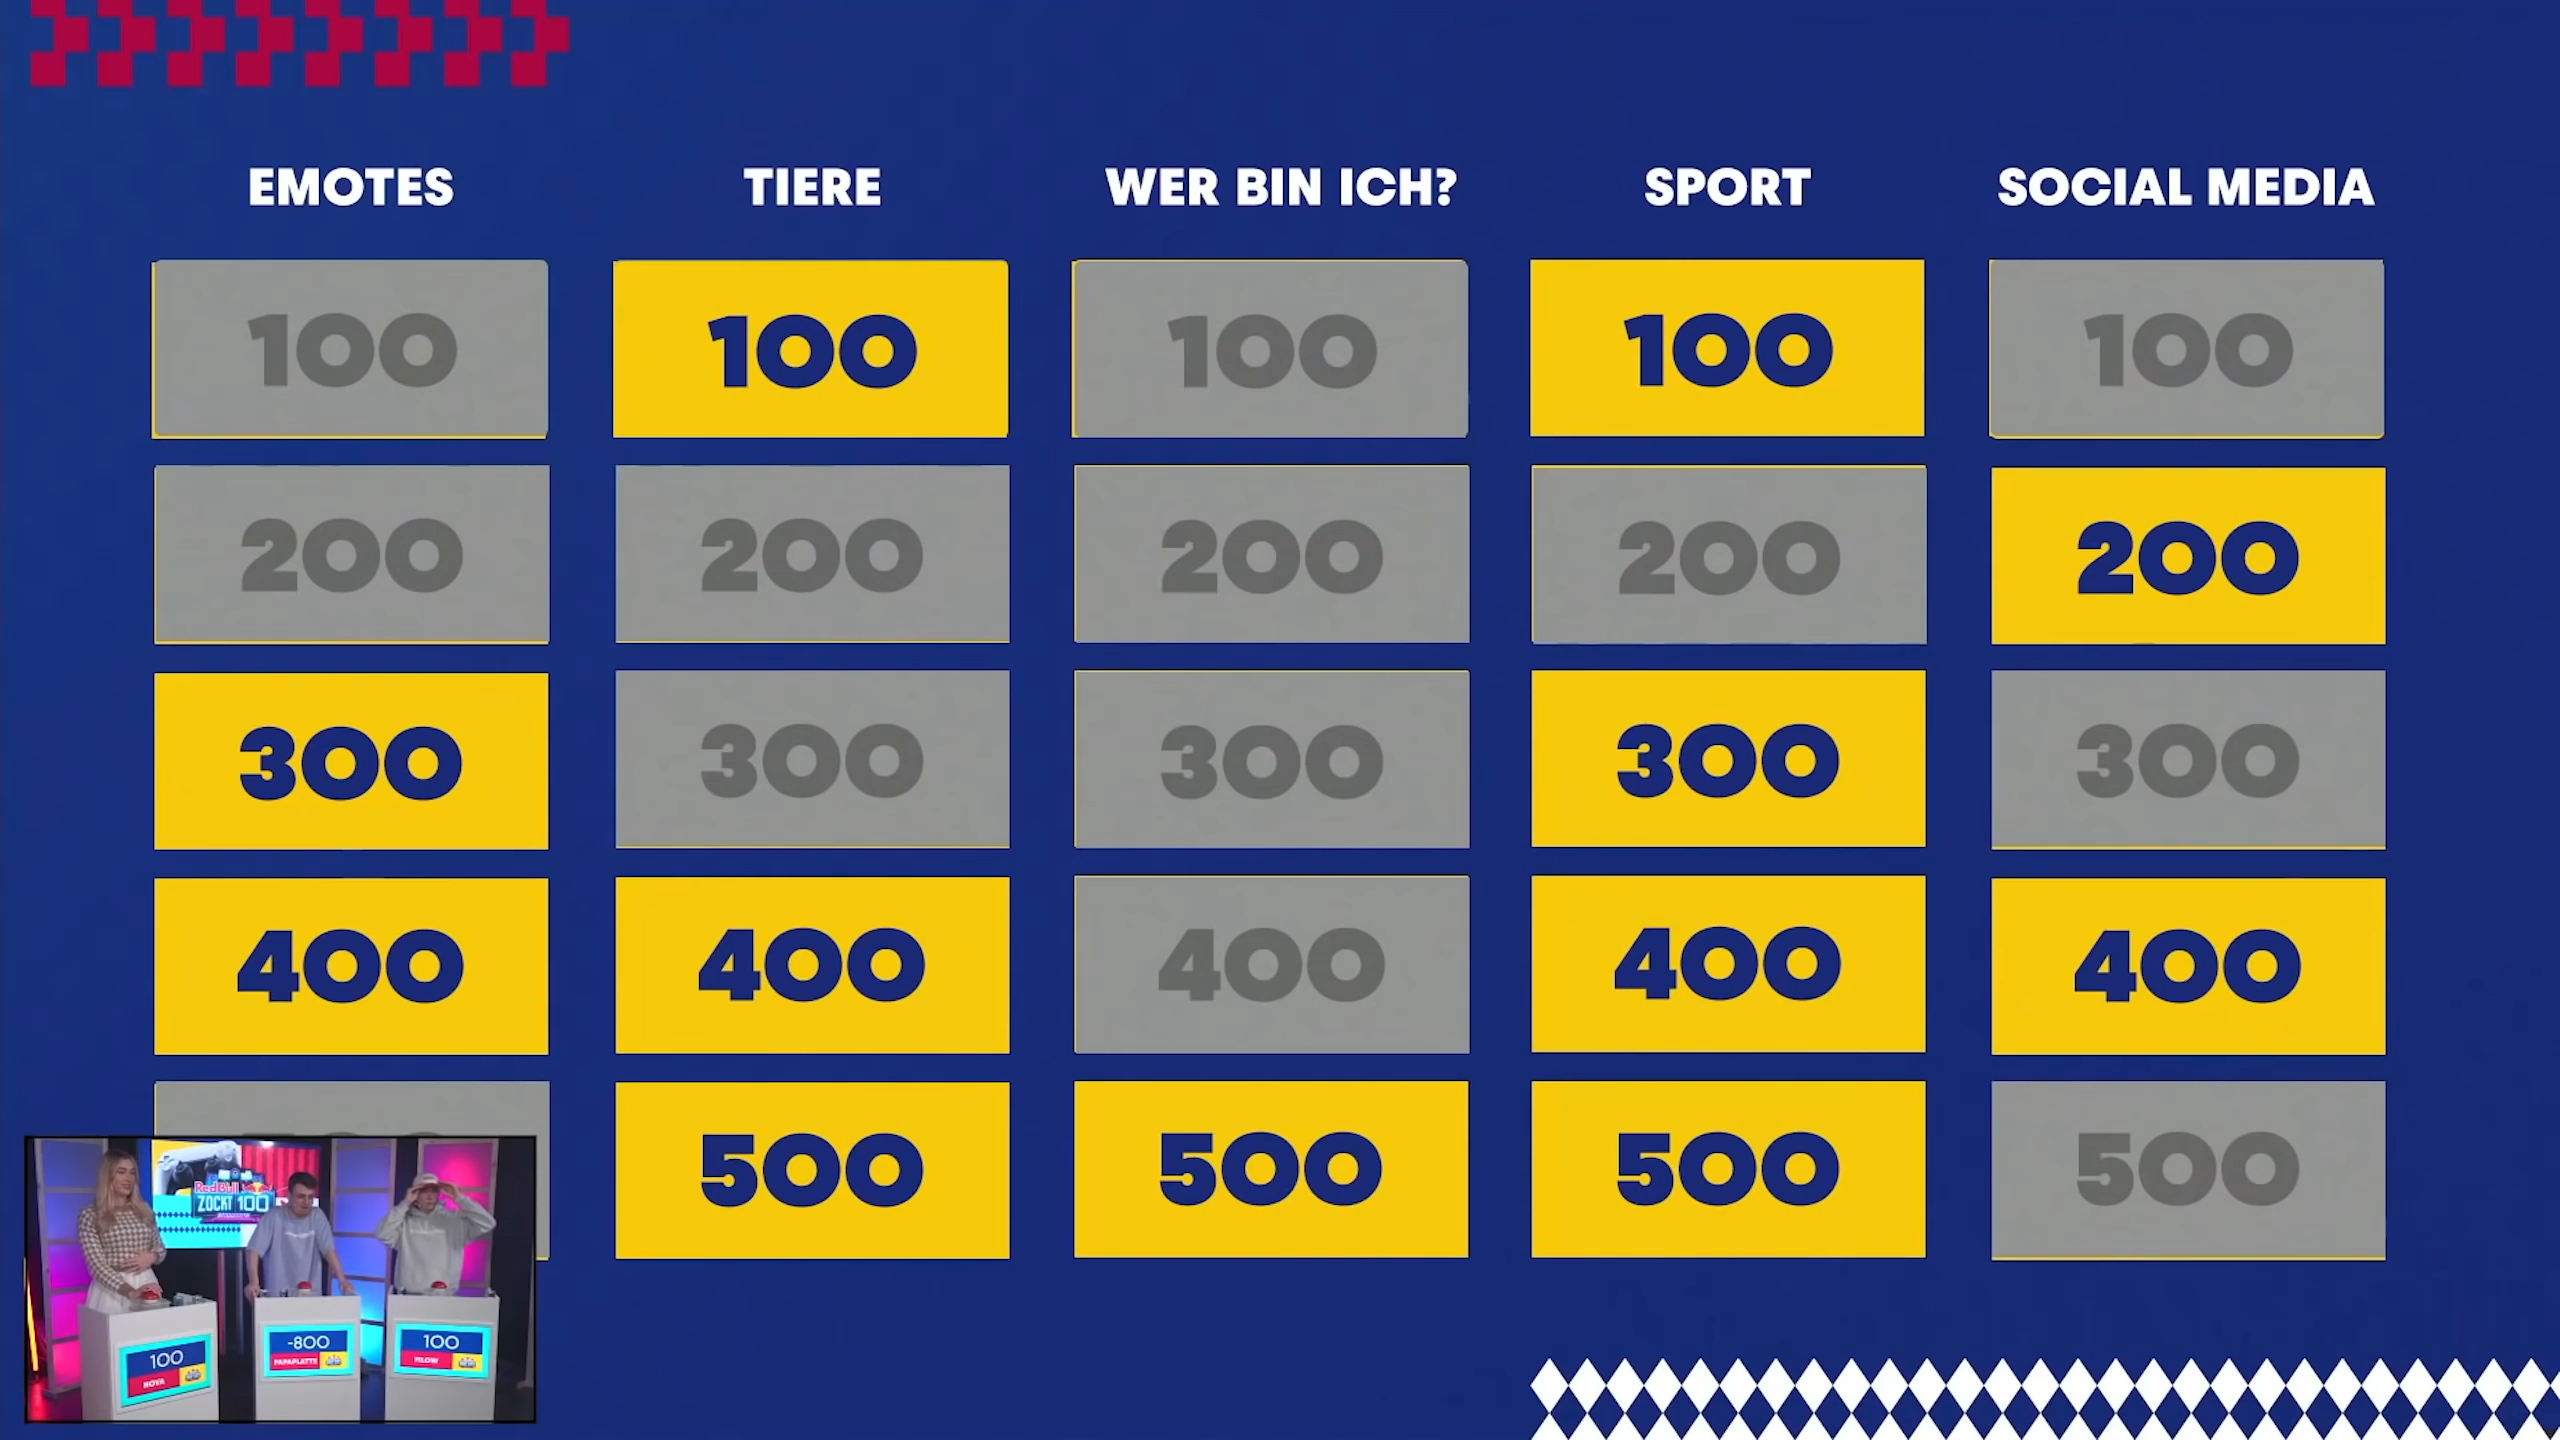 EMOTES TIERE WER BIN ICH? SPORT SOCIAL MEDIA
100 100 100 100 100
200 200 200 200 200
300 300 300 300 300
400 400 400 400 400
500 500 500 500
Red Bull
ZOCKT 100
100
NOVA
-800
PAPAPLATTE
100
FILOW